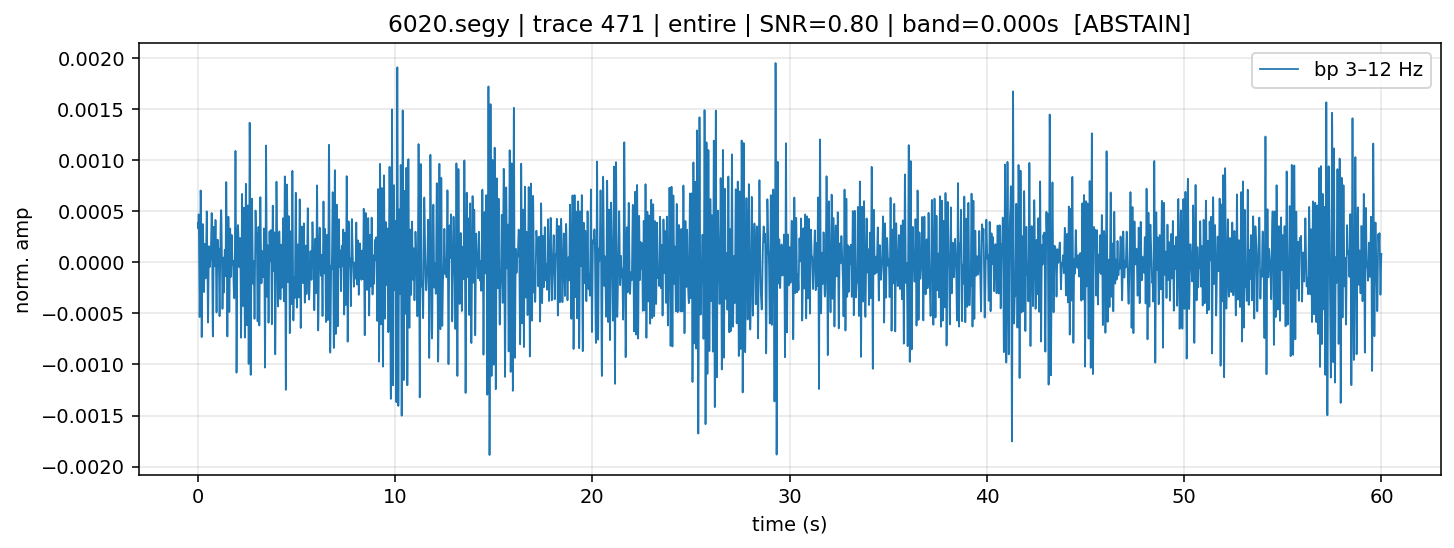 6020.segy | trace 471 | entire | SNR=0.80 | band=0.000s  [ABSTAIN]
bp 3–12 Hz
norm. amp
0.0020
0.0015
0.0010
0.0005
0.0000
−0.0005
−0.0010
−0.0015
−0.0020
0 10 20 30 40 50 60
time (s)